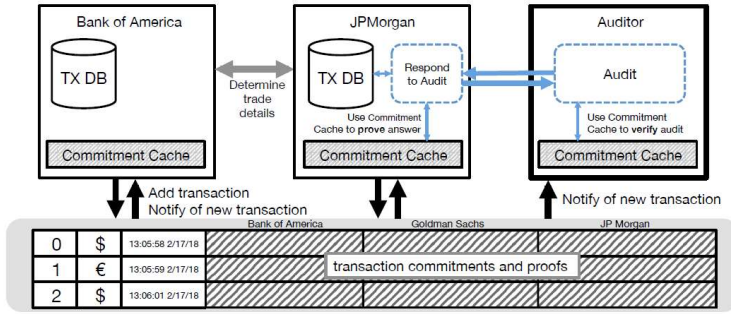 Bank of America
JPMorgan
Auditor
TX DB
Determine
trade
details
TX DB
Respond
to Audit
Audit
Use Commitment
Cache to prove answer
Use Commitment
Cache to verify audit
Commitment Cache
Commitment Cache
Commitment Cache
Add transaction
Notify of new transaction
Notify of new transaction
Bank of America
Goldman Sachs
JP Morgan
0 $ 13:05:58 2/17/18
1 € 13:05:59 2/17/18
transaction commitments and proofs
2 $ 13:06:01 2/17/18